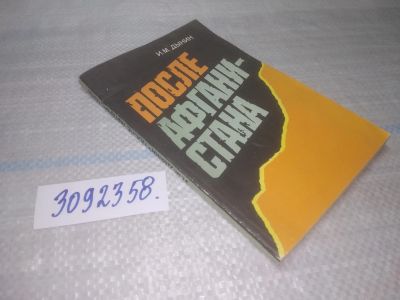 И.М. ДЫНИН
ПОСЛЕ
АФГАНИ-
СТАНА
3092358.